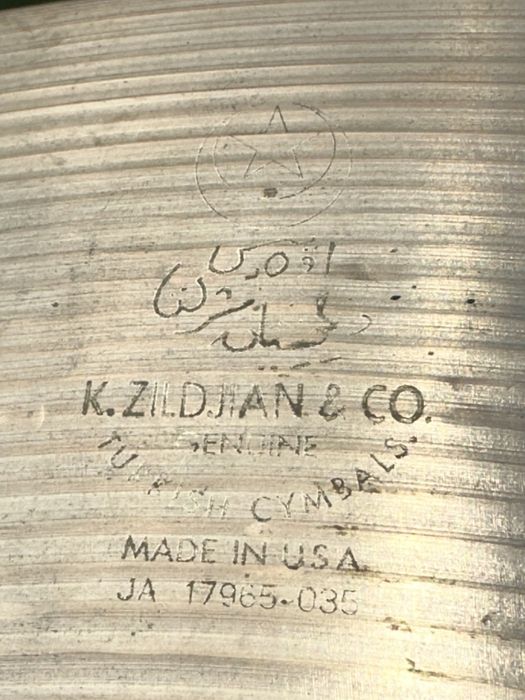 K. ZILDJIAN & CO.
GENUINE
TURKISH CYMBALS.
MADE IN U.S.A.
JA 17965-035